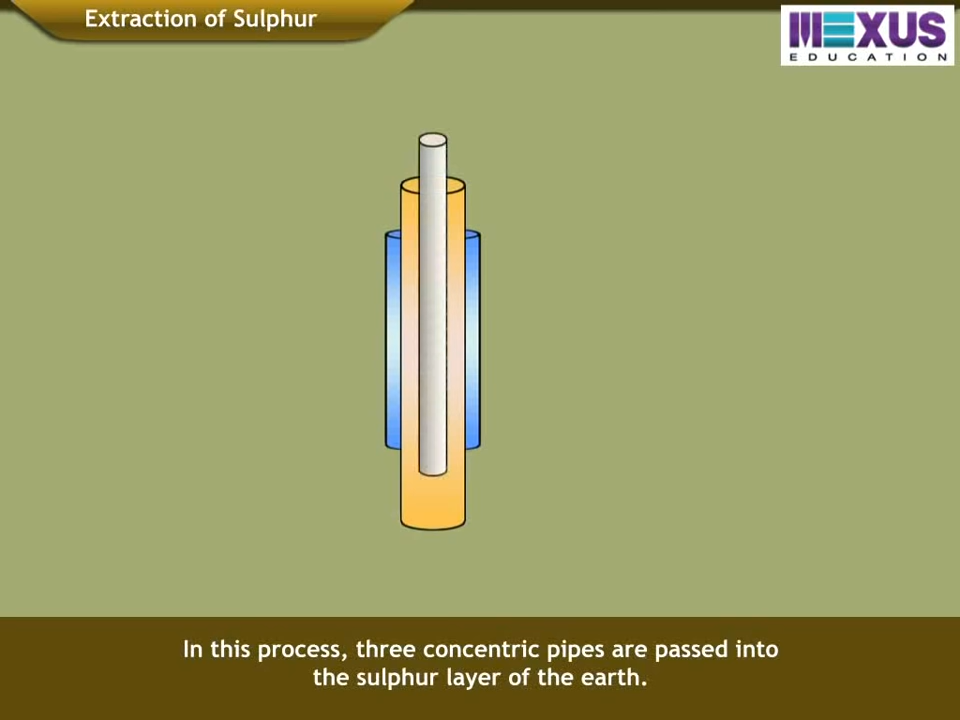 Extraction of Sulphur
MEXUS
EDUCATION
In this process, three concentric pipes are passed into
the sulphur layer of the earth.